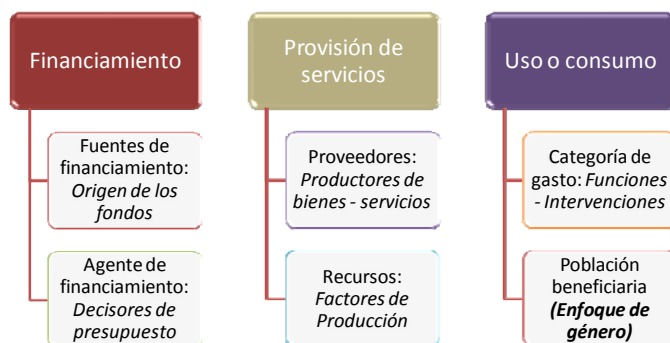 Financiamiento
Fuentes de
financiamiento:
Origen de los
fondos
Agente de
financiamiento:
Decisores de
presupuesto
Provisión de
servicios
Proveedores:
Productores de
bienes - servicios
Recursos:
Factores de
Producción
Uso o consumo
Categoría de
gasto: Funciones
- Intervenciones
Población
beneficiaria
(Enfoque de
género)